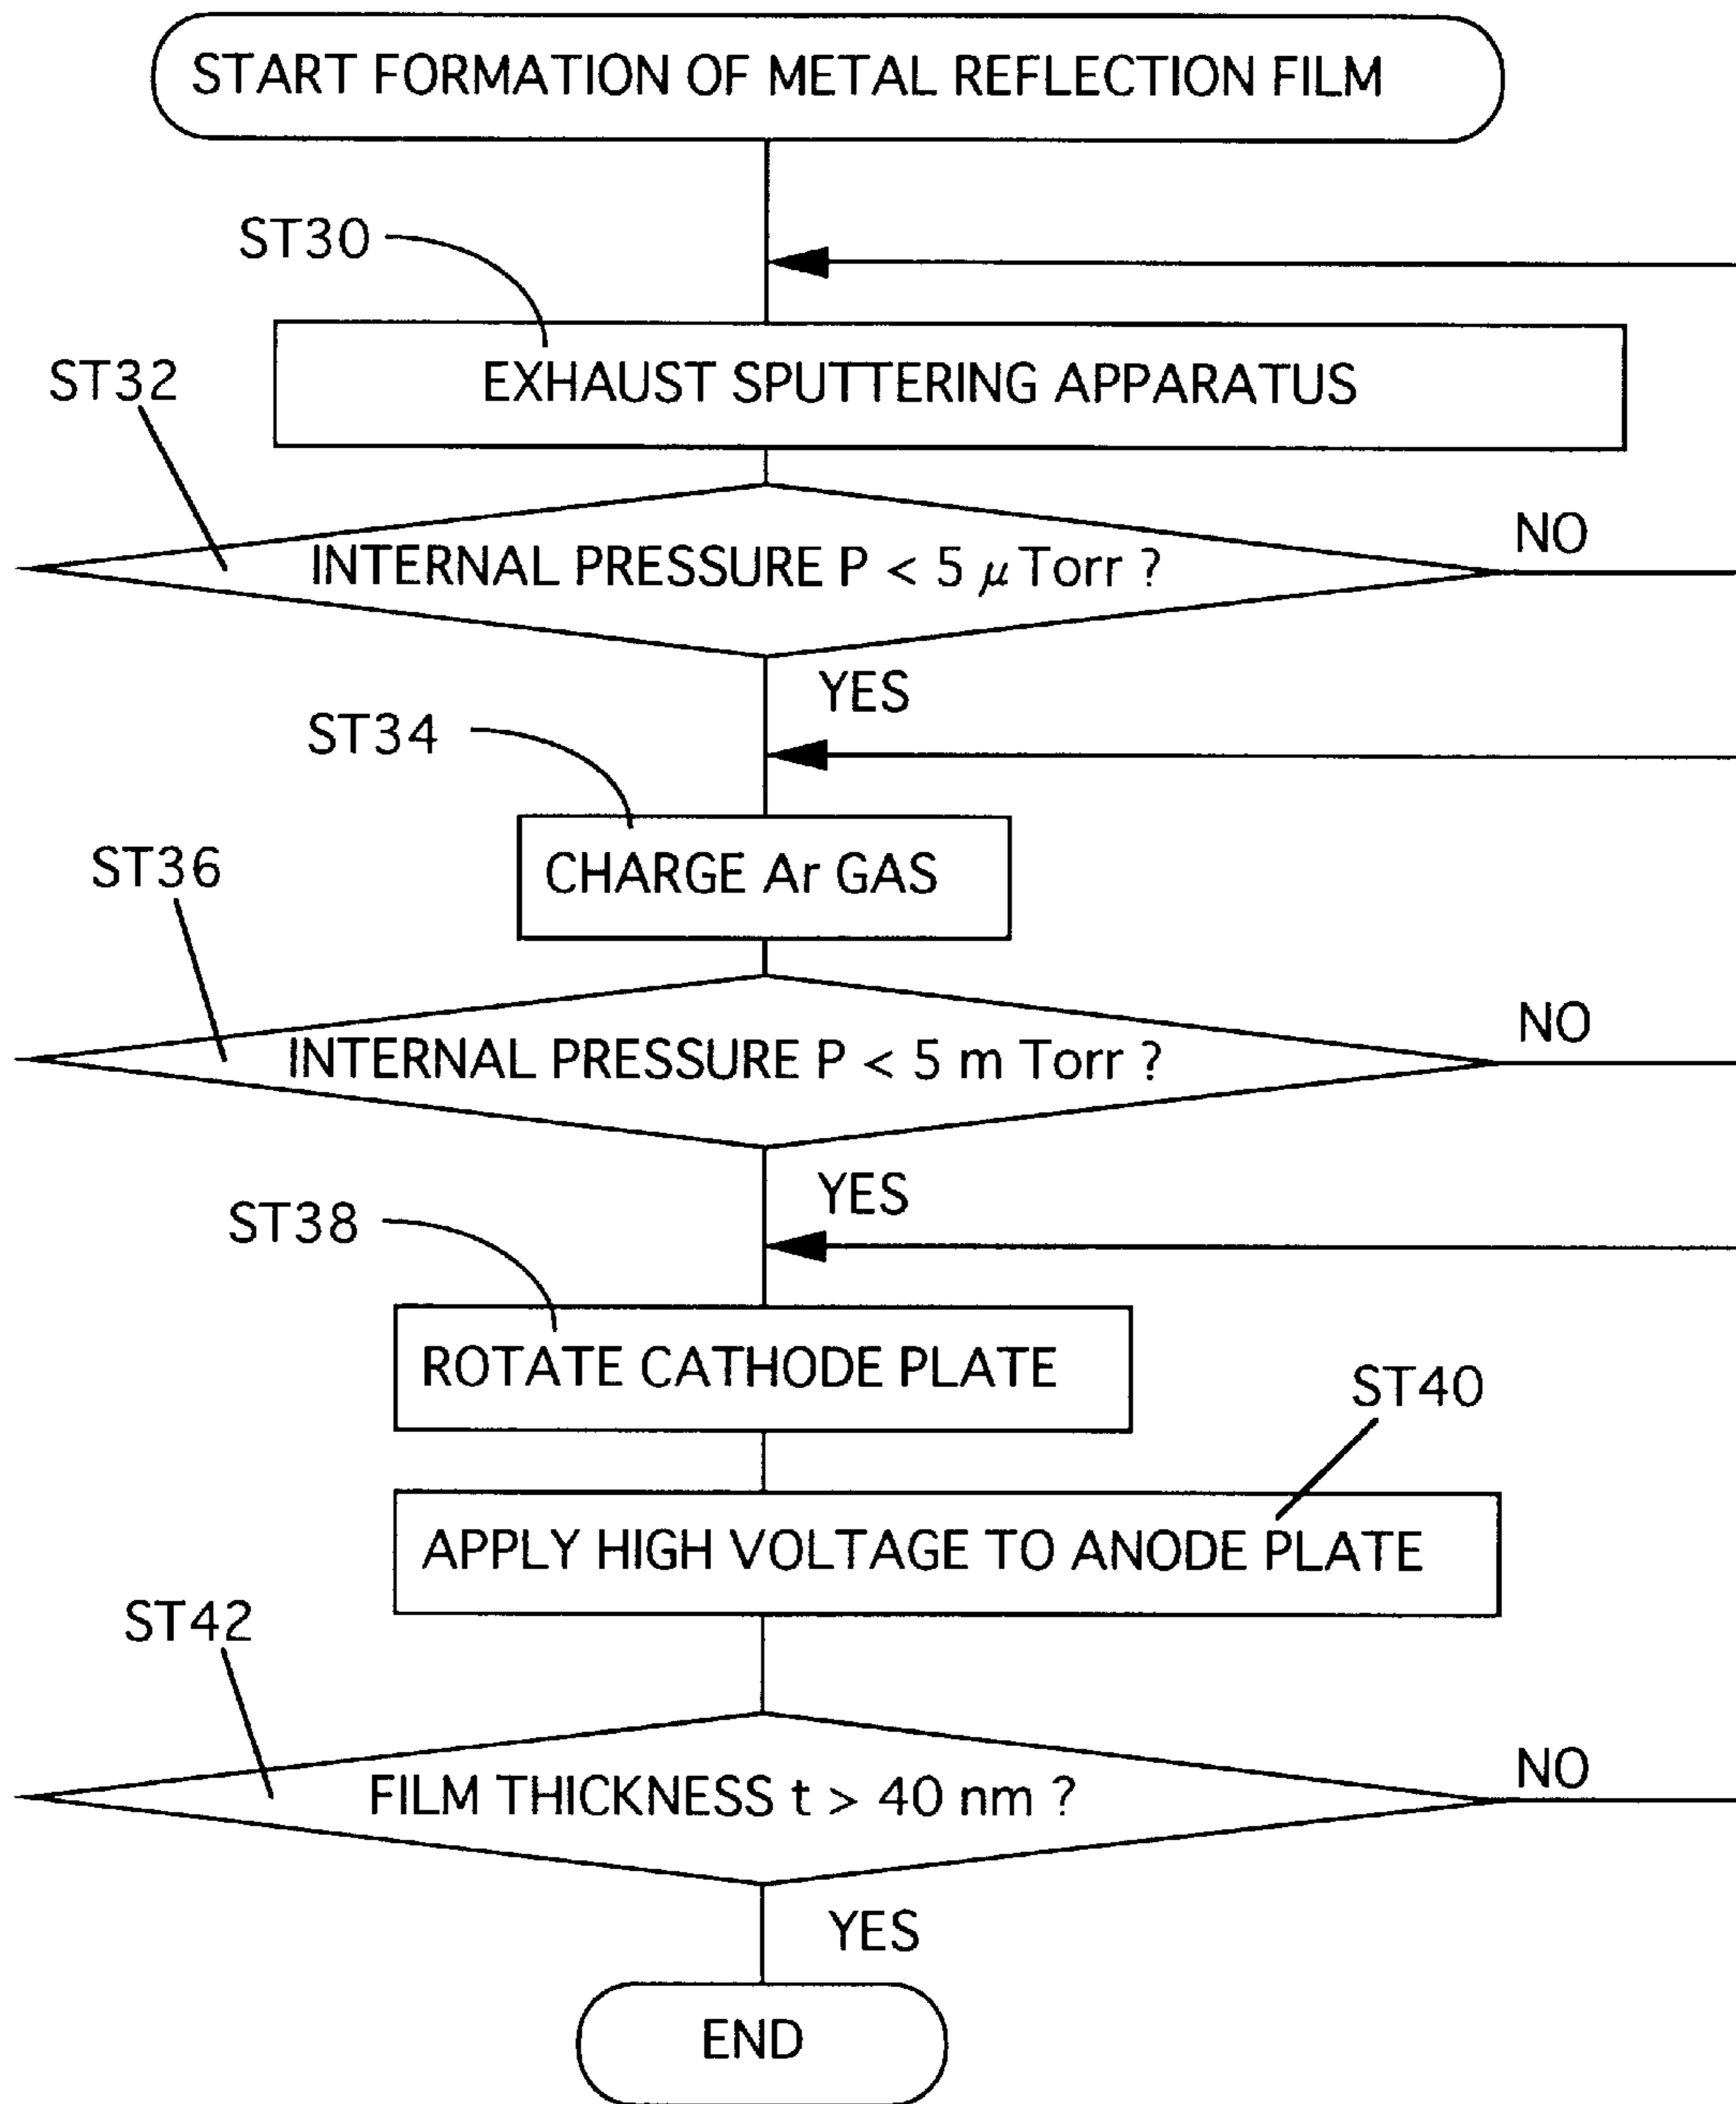 START FORMATION OF METAL REFLECTION FILM
ST30
EXHAUST SPUTTERING APPARATUS
ST32
INTERNAL PRESSURE P < 5 μ Torr ?
NO
YES
ST34
CHARGE Ar GAS
ST36
INTERNAL PRESSURE P < 5 m Torr ?
NO
YES
ST38
ROTATE CATHODE PLATE
ST40
APPLY HIGH VOLTAGE TO ANODE PLATE
ST42
FILM THICKNESS t > 40 nm ?
NO
YES
END